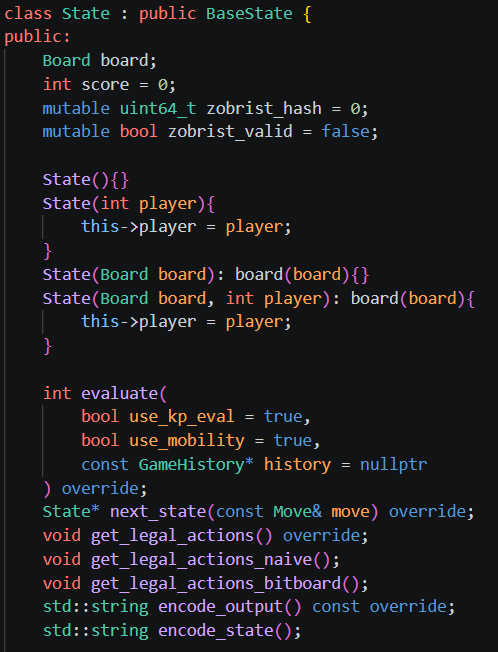 class State : public BaseState {
public:
    Board board;
    int score = 0;
    mutable uint64_t zobrist_hash = 0;
    mutable bool zobrist_valid = false;

    State(){}
    State(int player){
        this->player = player;
    }
    State(Board board): board(board){}
    State(Board board, int player): board(board){
        this->player = player;
    }

    int evaluate(
        bool use_kp_eval = true,
        bool use_mobility = true,
        const GameHistory* history = nullptr
    ) override;
    State* next_state(const Move& move) override;
    void get_legal_actions() override;
    void get_legal_actions_naive();
    void get_legal_actions_bitboard();
    std::string encode_output() const override;
    std::string encode_state();